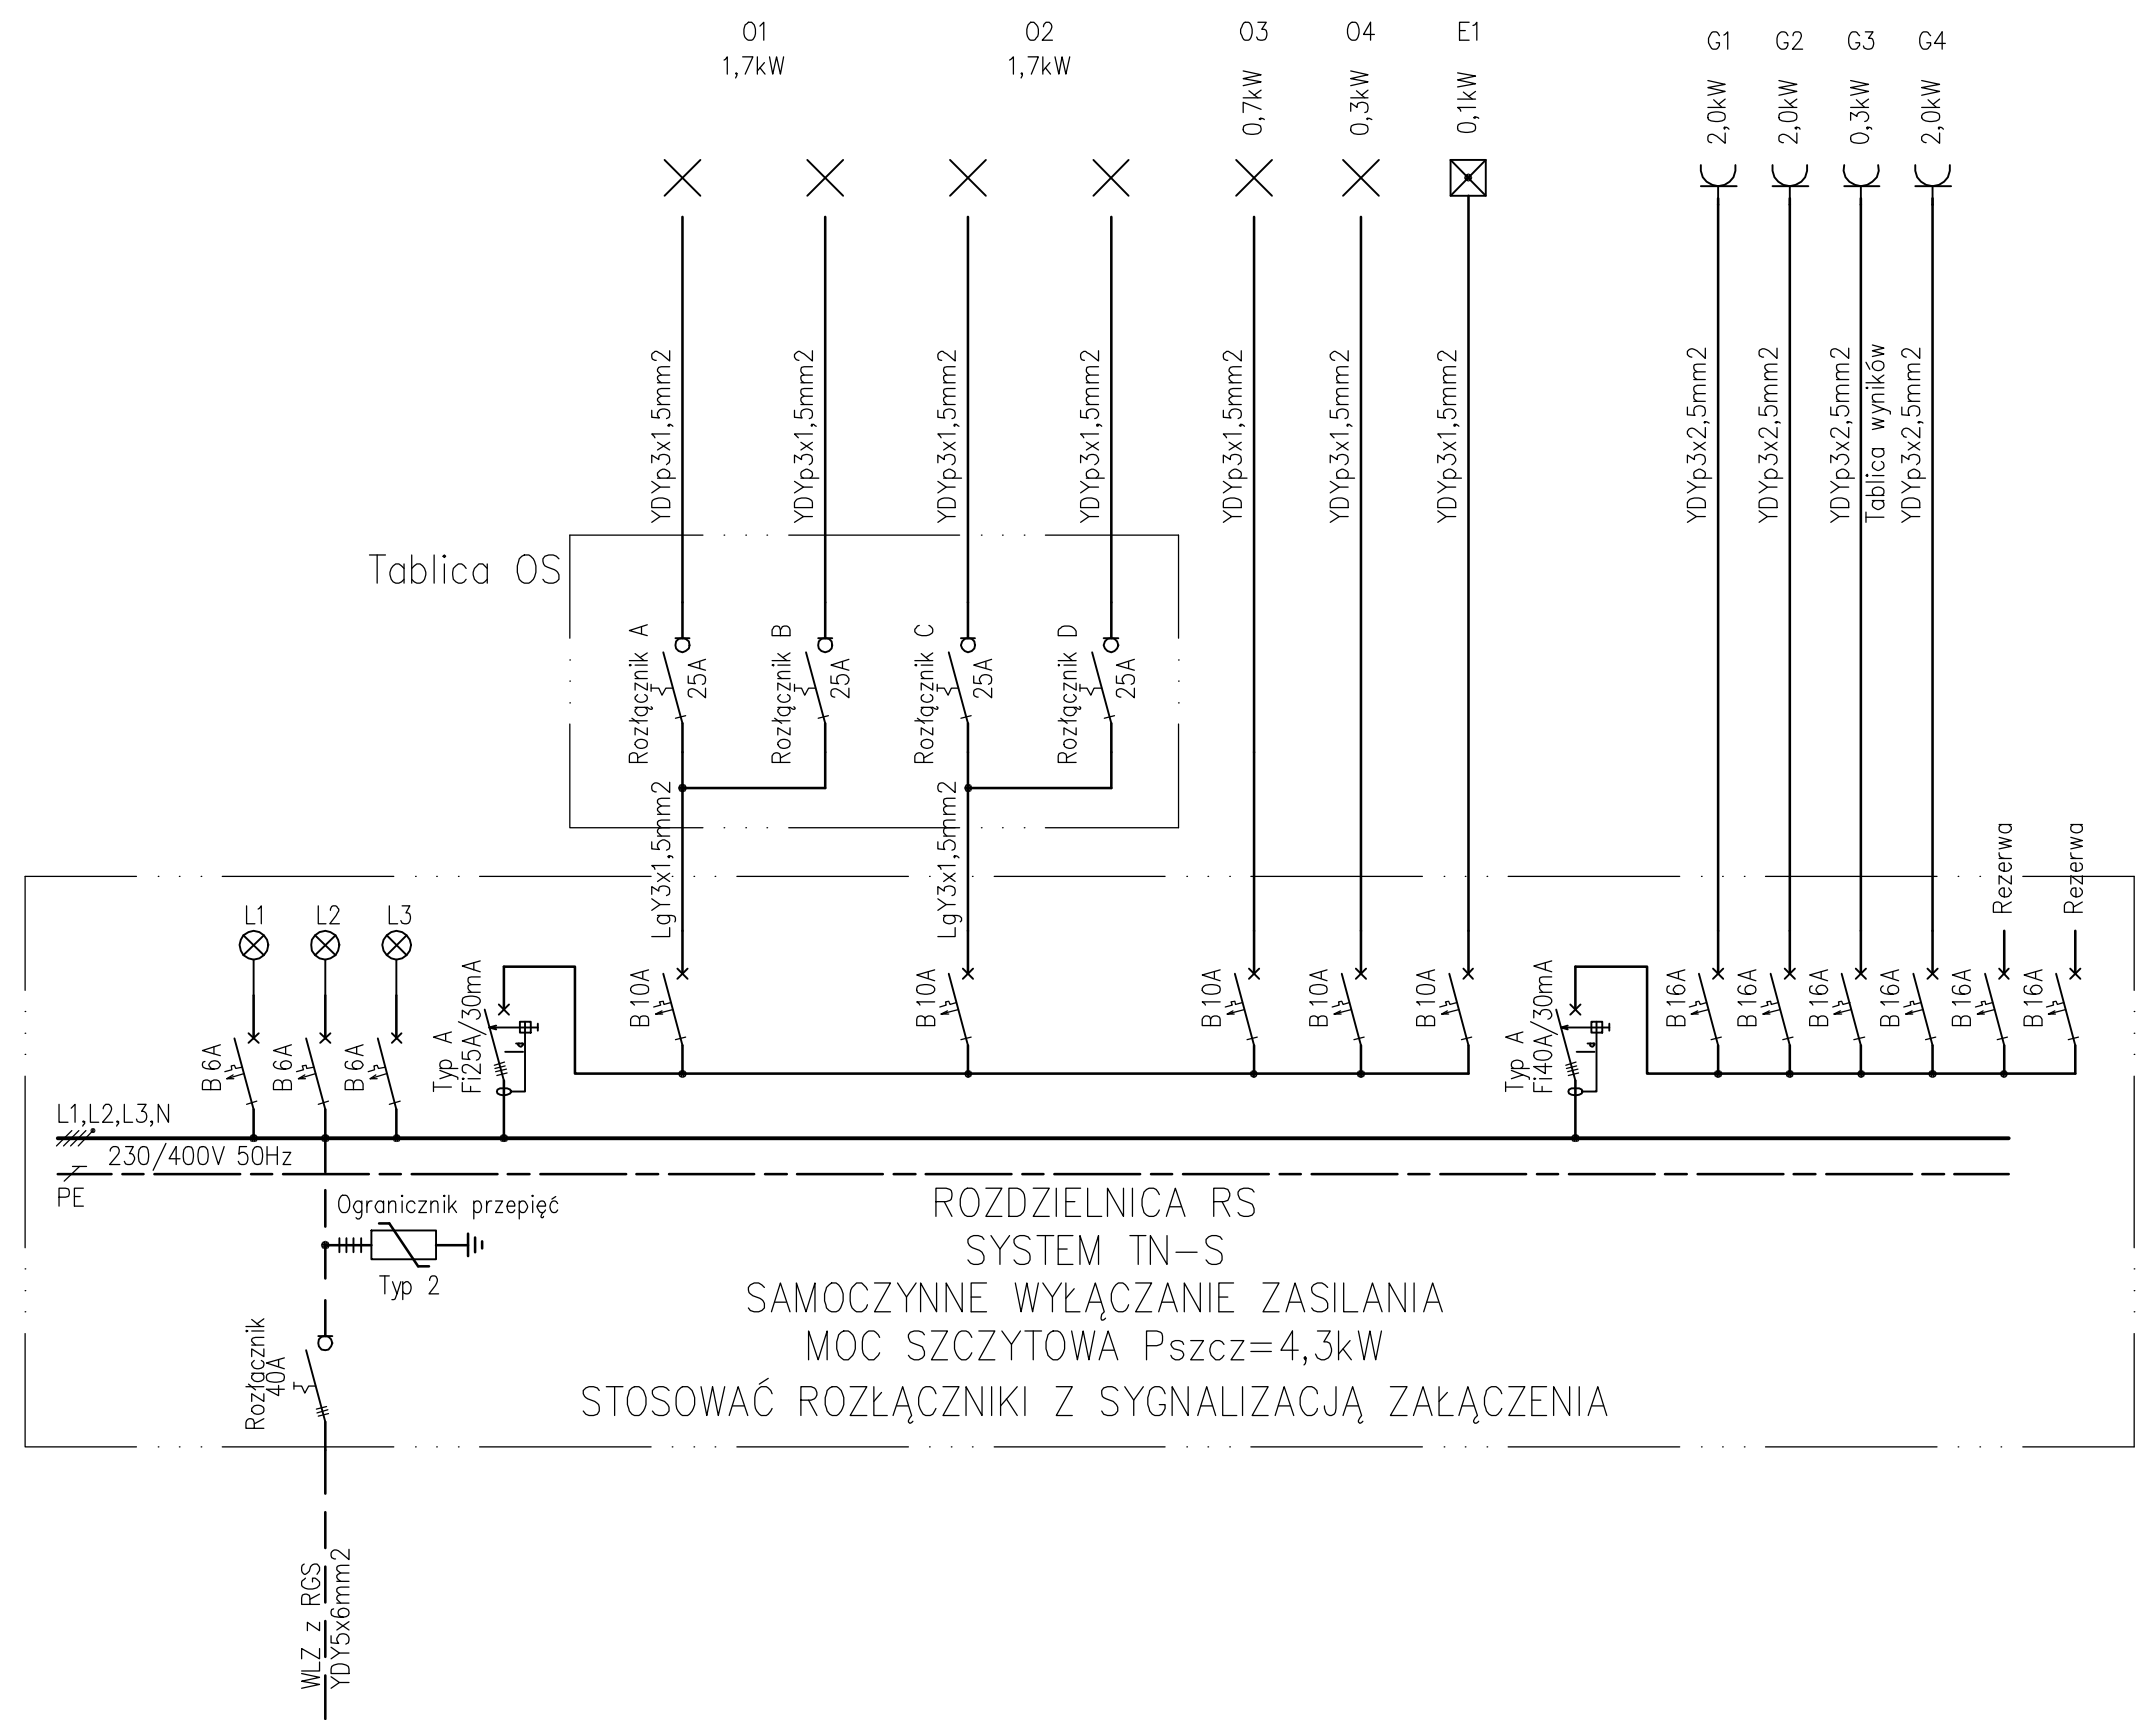 O1
1,7kW
O2
1,7kW
O3
0,7kW
O4
0,3kW
E1
0,1kW
G1
2,0kW
G2
2,0kW
G3
0,3kW
G4
2,0kW
YDYp3x1,5mm2
YDYp3x1,5mm2
YDYp3x1,5mm2
YDYp3x1,5mm2
YDYp3x1,5mm2
YDYp3x1,5mm2
YDYp3x1,5mm2
YDYp3x2,5mm2
YDYp3x2,5mm2
YDYp3x2,5mm2
Tablica wyników
YDYp3x2,5mm2
Tablica OS
Rozłącznik A
25A
Rozłącznik B
25A
Rozłącznik C
25A
Rozłącznik D
25A
LgY3x1,5mm2
LgY3x1,5mm2
Rezerwa
Rezerwa
L1
L2
L3
B 6A
B 6A
B 6A
Typ A
Fi25A/30mA
B 10A
B 10A
B 10A
B 10A
B 10A
Typ A
Fi40A/30mA
B 16A
B 16A
B 16A
B 16A
B 16A
B 16A
L1,L2,L3,N
230/400V 50Hz
PE
Ogranicznik przepięć
Typ 2
Rozłącznik
40A
ROZDZIELNICA RS
SYSTEM TN-S
SAMOCZYNNE WYŁĄCZANIE ZASILANIA
MOC SZCZYTOWA Pszcz=4,3kW
STOSOWAĆ ROZŁĄCZNIKI Z SYGNALIZACJĄ ZAŁĄCZENIA
WLZ z RGS
YDY5x6mm2